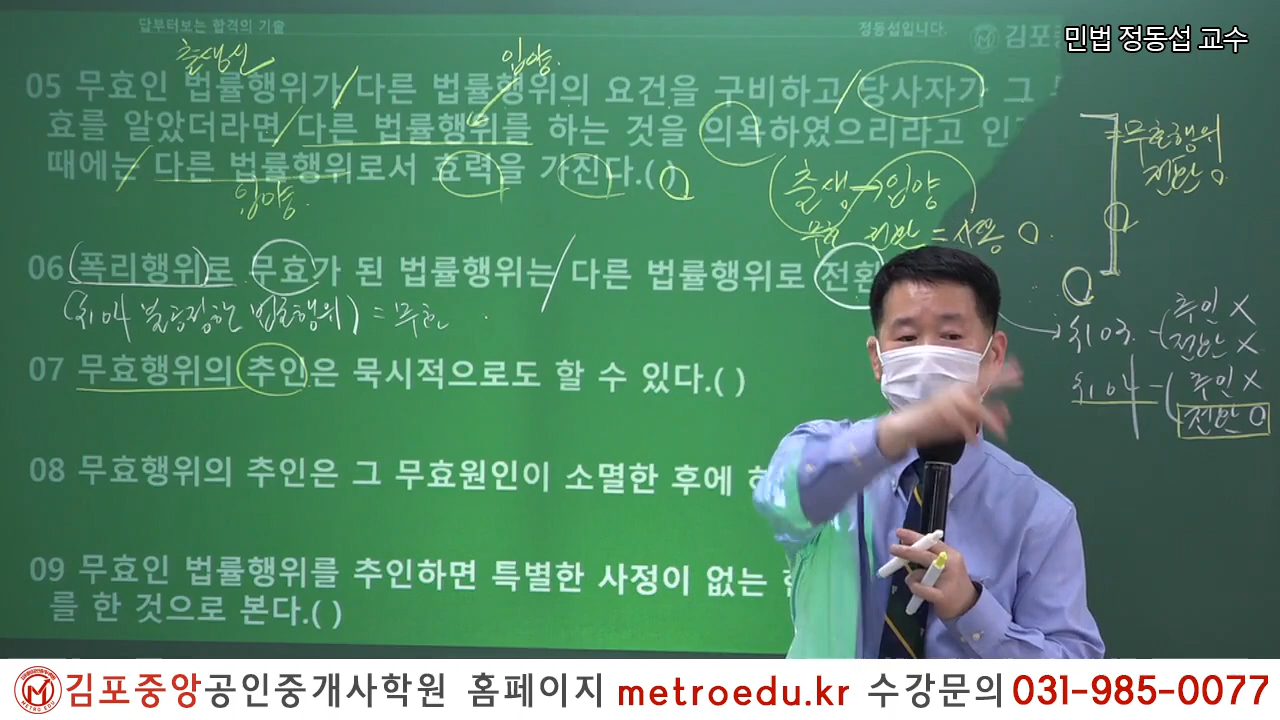 답부터보는 합격의 기술
정동섭입니다.
김포중
민법 정동섭 교수
출생신
입양
05 무효인 법률행위가 다른 법률행위의 요건을 구비하고 당사자가 그
효를 알았더라면 다른 법률행위를 하는 것을 의욕하였으리라고
때에는 다른 법률행위로서 효력을 가진다.( )
입양
출생→입양
무효 전환 =
무효행위
전환 O
06 폭리행위로 무효가 된 법률행위는 다른 법률행위로 전환
104 불공정한 법률행위) =
103 - 추인 X
전환 X
104 - 추인 X
전환 O
07 무효행위의 추인은 묵시적으로도 할 수 있다.( )
08 무효행위의 추인은 그 무효원인이 소멸한 후에
09 무효인 법률행위를 추인하면 특별한 사정이 없는
를 한 것으로 본다.( )
METRO EDU
김포중앙공인중개사학원 홈페이지 metroedu.kr 수강문의 031-985-0077